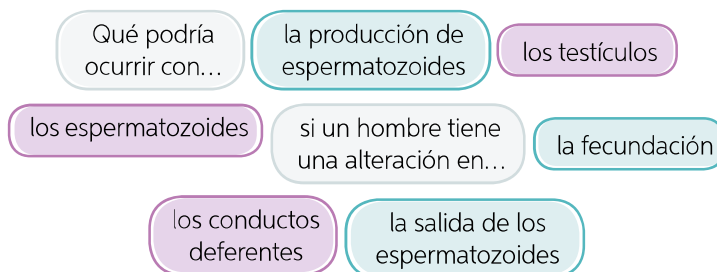 Qué podría
ocurrir con...
la producción de
espermatozoides
los testículos
los espermatozoides
si un hombre tiene
una alteración en...
la fecundación
los conductos
deferentes
la salida de los
espermatozoides